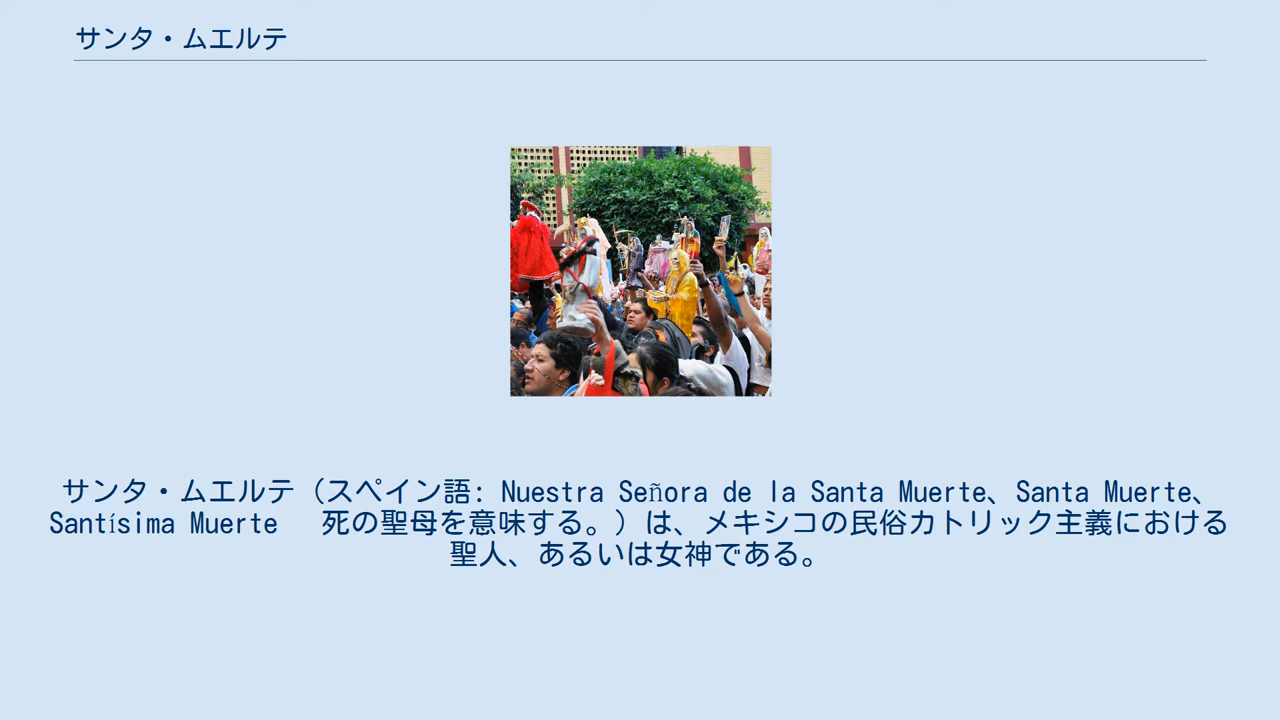 サンタ・ムエルテ
サンタ・ムエルテ（スペイン語: Nuestra Señora de la Santa Muerte、Santa Muerte、
Santísima Muerte　死の聖母を意味する。）は、メキシコの民俗カトリック主義における
聖人、あるいは女神である。